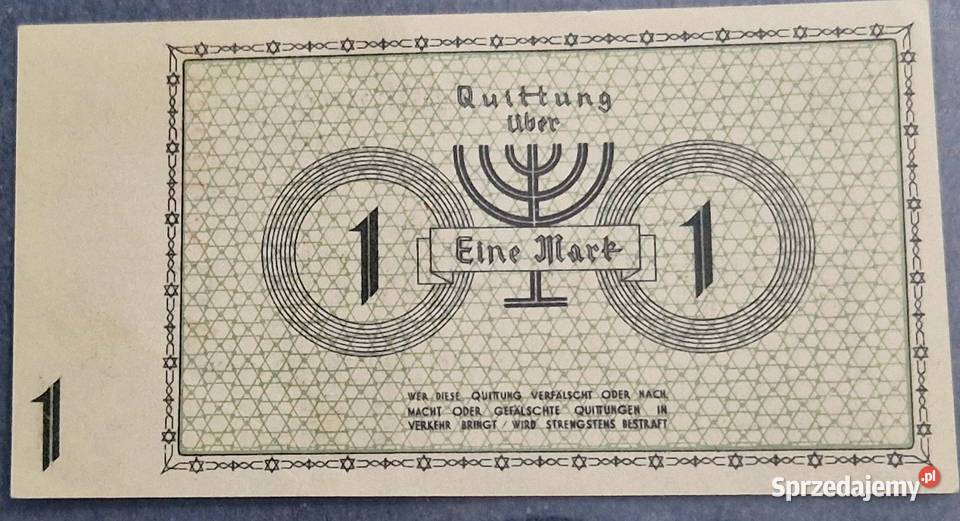 Quittung
über
1
1
Eine Mark
1
WER DIESE QUITTUNG VERFÄLSCHT ODER NACH
MACHT ODER GEFÄLSCHTE QUITTUNGEN IN
VERKEHR BRINGT / WIRD STRENGSTENS BESTRAFT
Sprzedajemy.pl